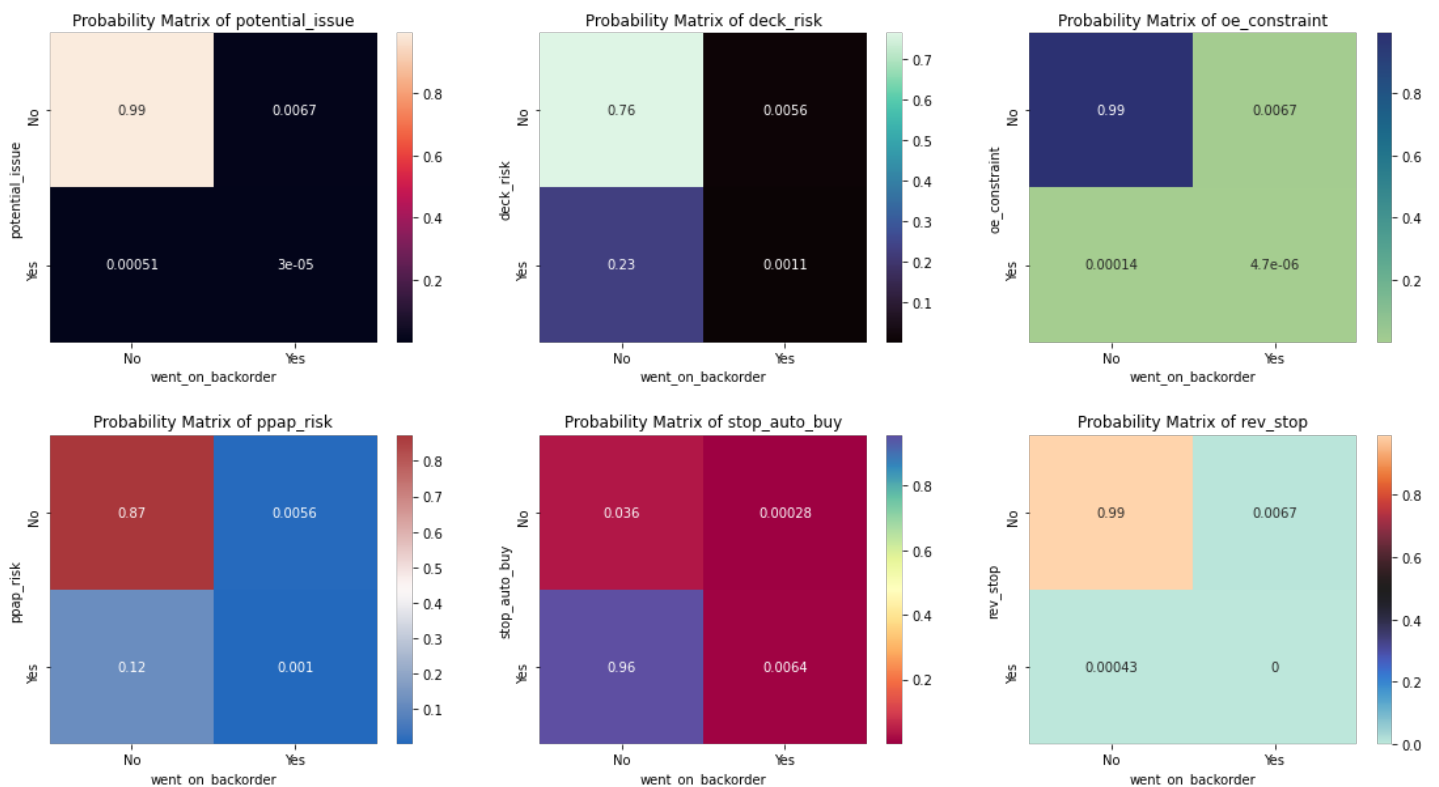 Probability Matrix of potential_issue
No
0.99
0.0067
Yes
0.00051
3e-05
potential_issue
No
Yes
went_on_backorder
0.8
0.6
0.4
0.2
Probability Matrix of deck_risk
No
0.76
0.0056
Yes
0.23
0.0011
deck_risk
No
Yes
went_on_backorder
0.7
0.6
0.5
0.4
0.3
0.2
0.1
Probability Matrix of oe_constraint
No
0.99
0.0067
Yes
0.00014
4.7e-06
oe_constraint
No
Yes
went_on_backorder
0.8
0.6
0.4
0.2
Probability Matrix of ppap_risk
No
0.87
0.0056
Yes
0.12
0.001
ppap_risk
No
Yes
went_on_backorder
0.8
0.7
0.6
0.5
0.4
0.3
0.2
0.1
Probability Matrix of stop_auto_buy
No
0.036
0.00028
Yes
0.96
0.0064
stop_auto_buy
No
Yes
went_on_backorder
0.8
0.6
0.4
0.2
Probability Matrix of rev_stop
No
0.99
0.0067
Yes
0.00043
0
rev_stop
No
Yes
went_on_backorder
0.8
0.6
0.4
0.2
0.0